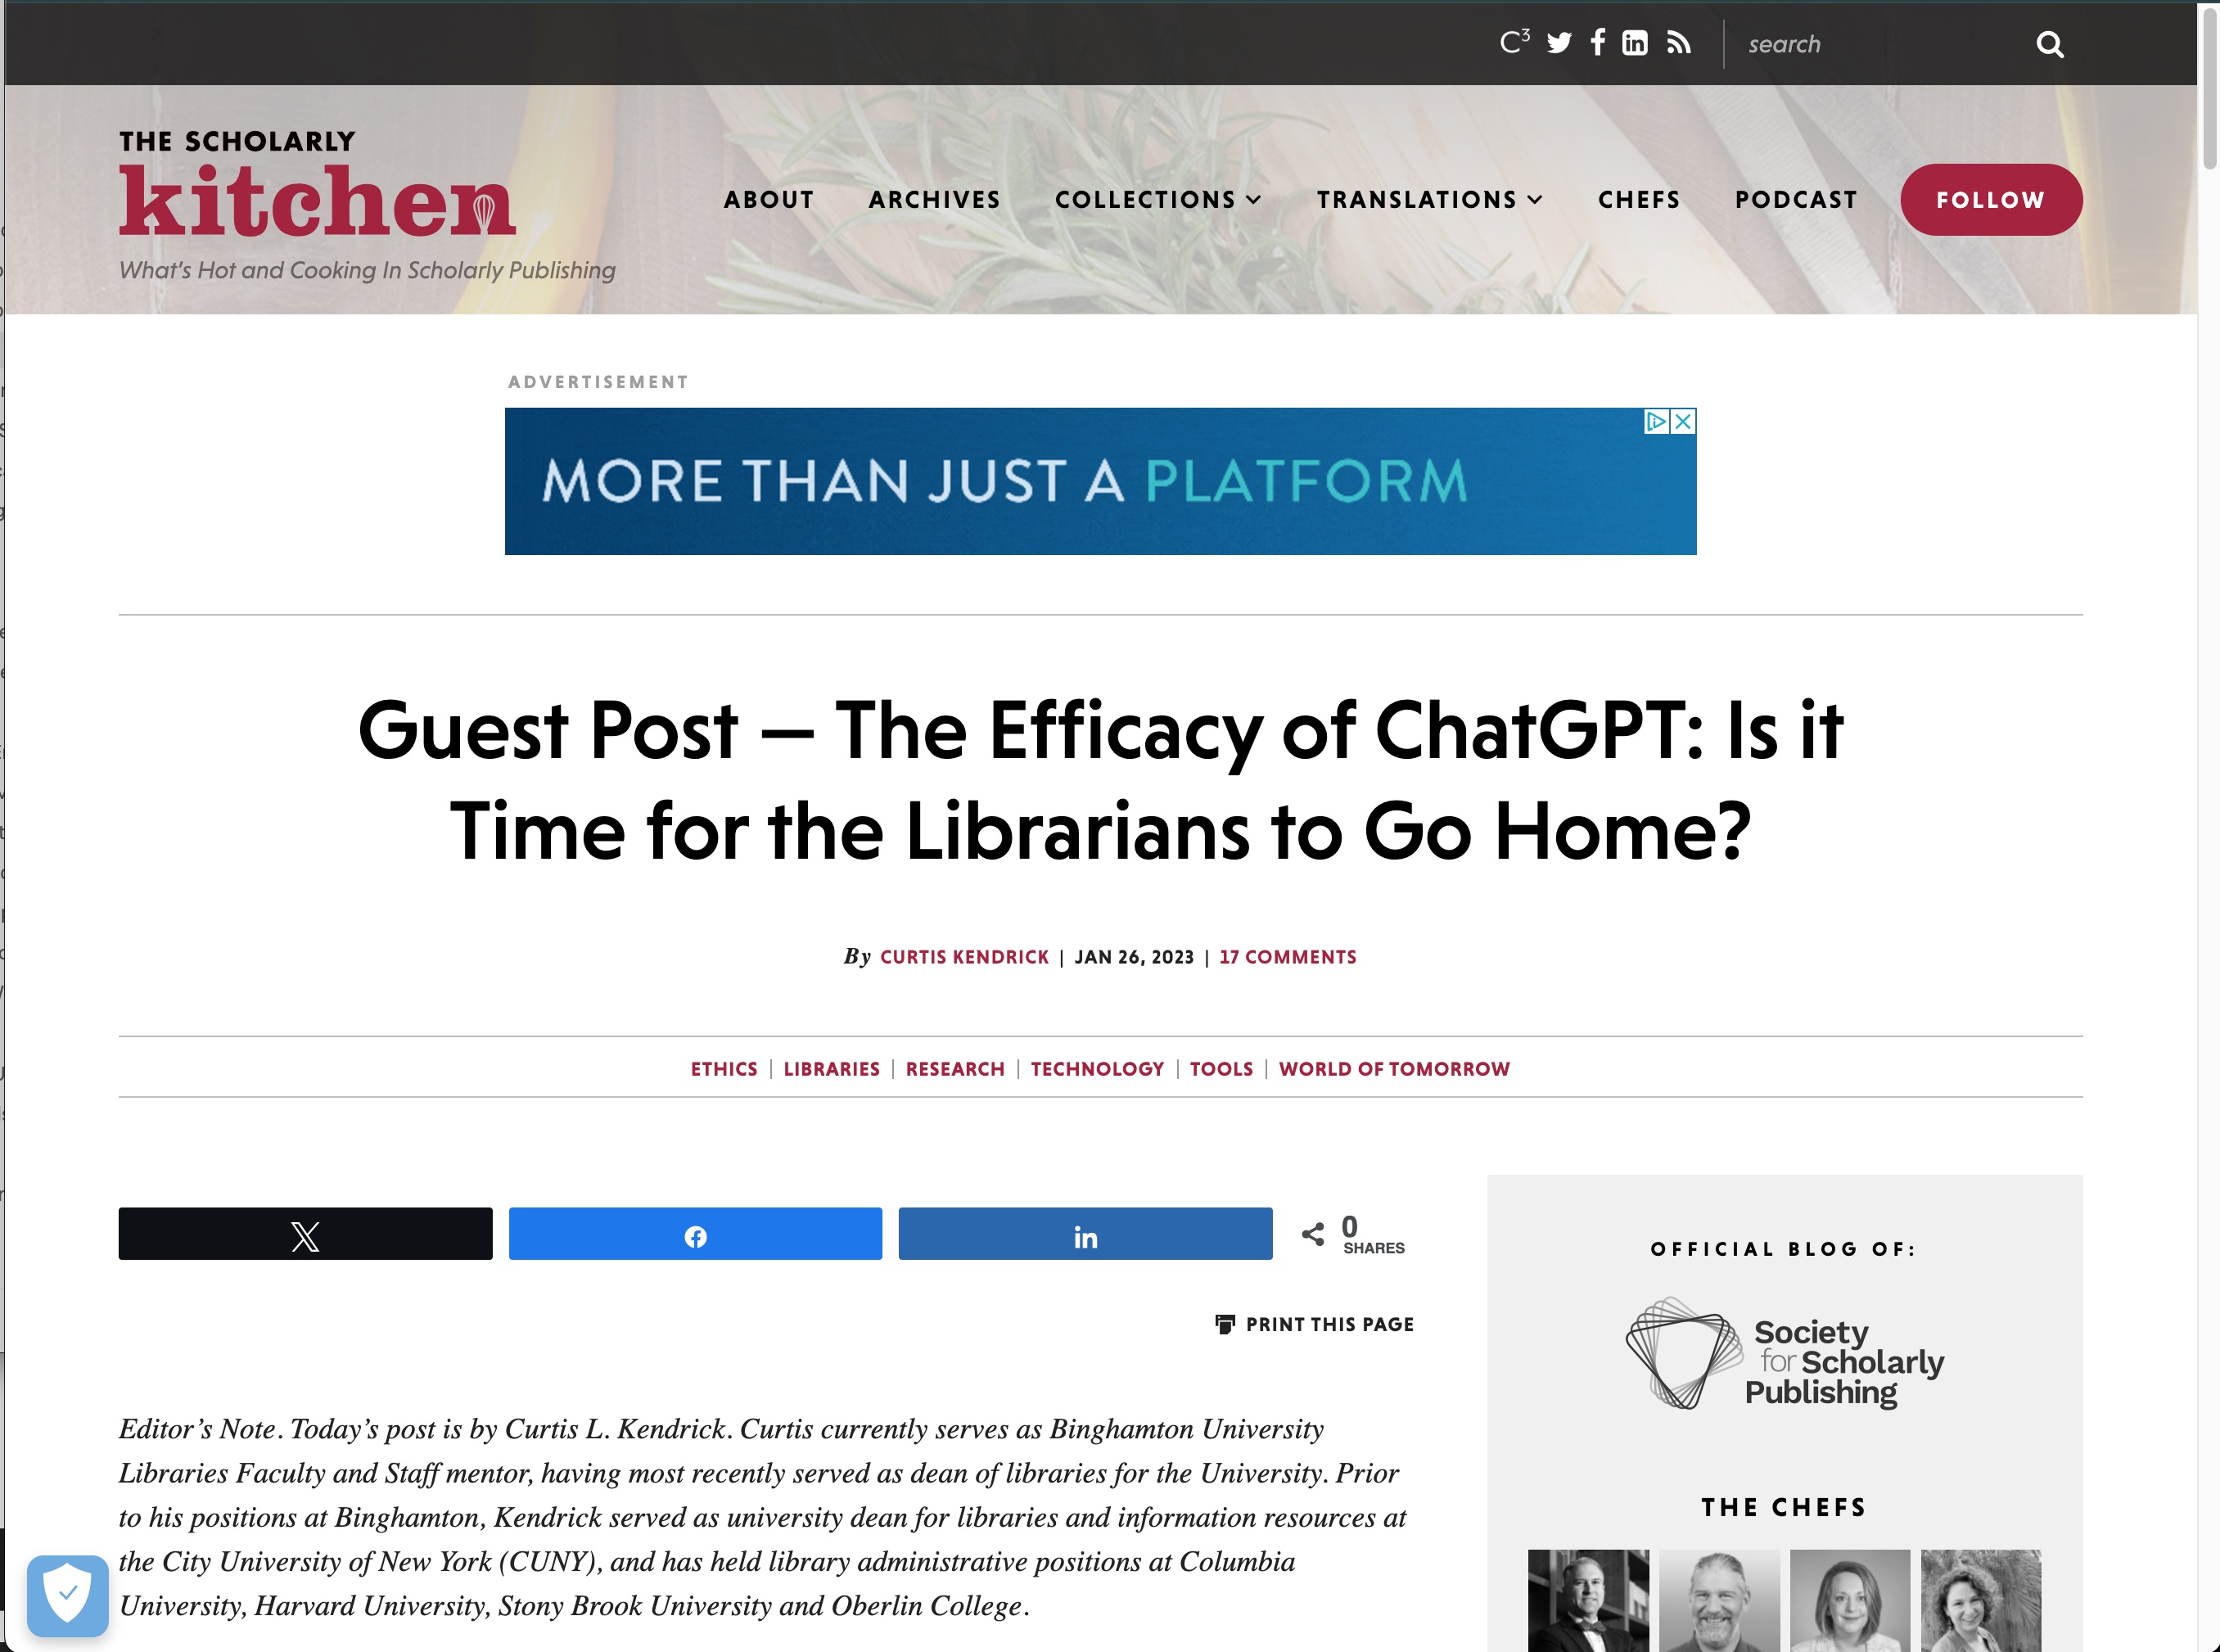 C³
search
THE SCHOLARLY
kitchen
What's Hot and Cooking In Scholarly Publishing
ABOUT ARCHIVES COLLECTIONS TRANSLATIONS CHEFS PODCAST FOLLOW
ADVERTISEMENT
MORE THAN JUST A PLATFORM
Guest Post — The Efficacy of ChatGPT: Is it
Time for the Librarians to Go Home?
By CURTIS KENDRICK | JAN 26, 2023 | 17 COMMENTS
ETHICS | LIBRARIES | RESEARCH | TECHNOLOGY | TOOLS | WORLD OF TOMORROW
0
SHARES
PRINT THIS PAGE
Editor's Note. Today's post is by Curtis L. Kendrick. Curtis currently serves as Binghamton University
Libraries Faculty and Staff mentor, having most recently served as dean of libraries for the University. Prior
to his positions at Binghamton, Kendrick served as university dean for libraries and information resources at
the City University of New York (CUNY), and has held library administrative positions at Columbia
University, Harvard University, Stony Brook University and Oberlin College.
OFFICIAL BLOG OF:
Society
for Scholarly
Publishing
THE CHEFS